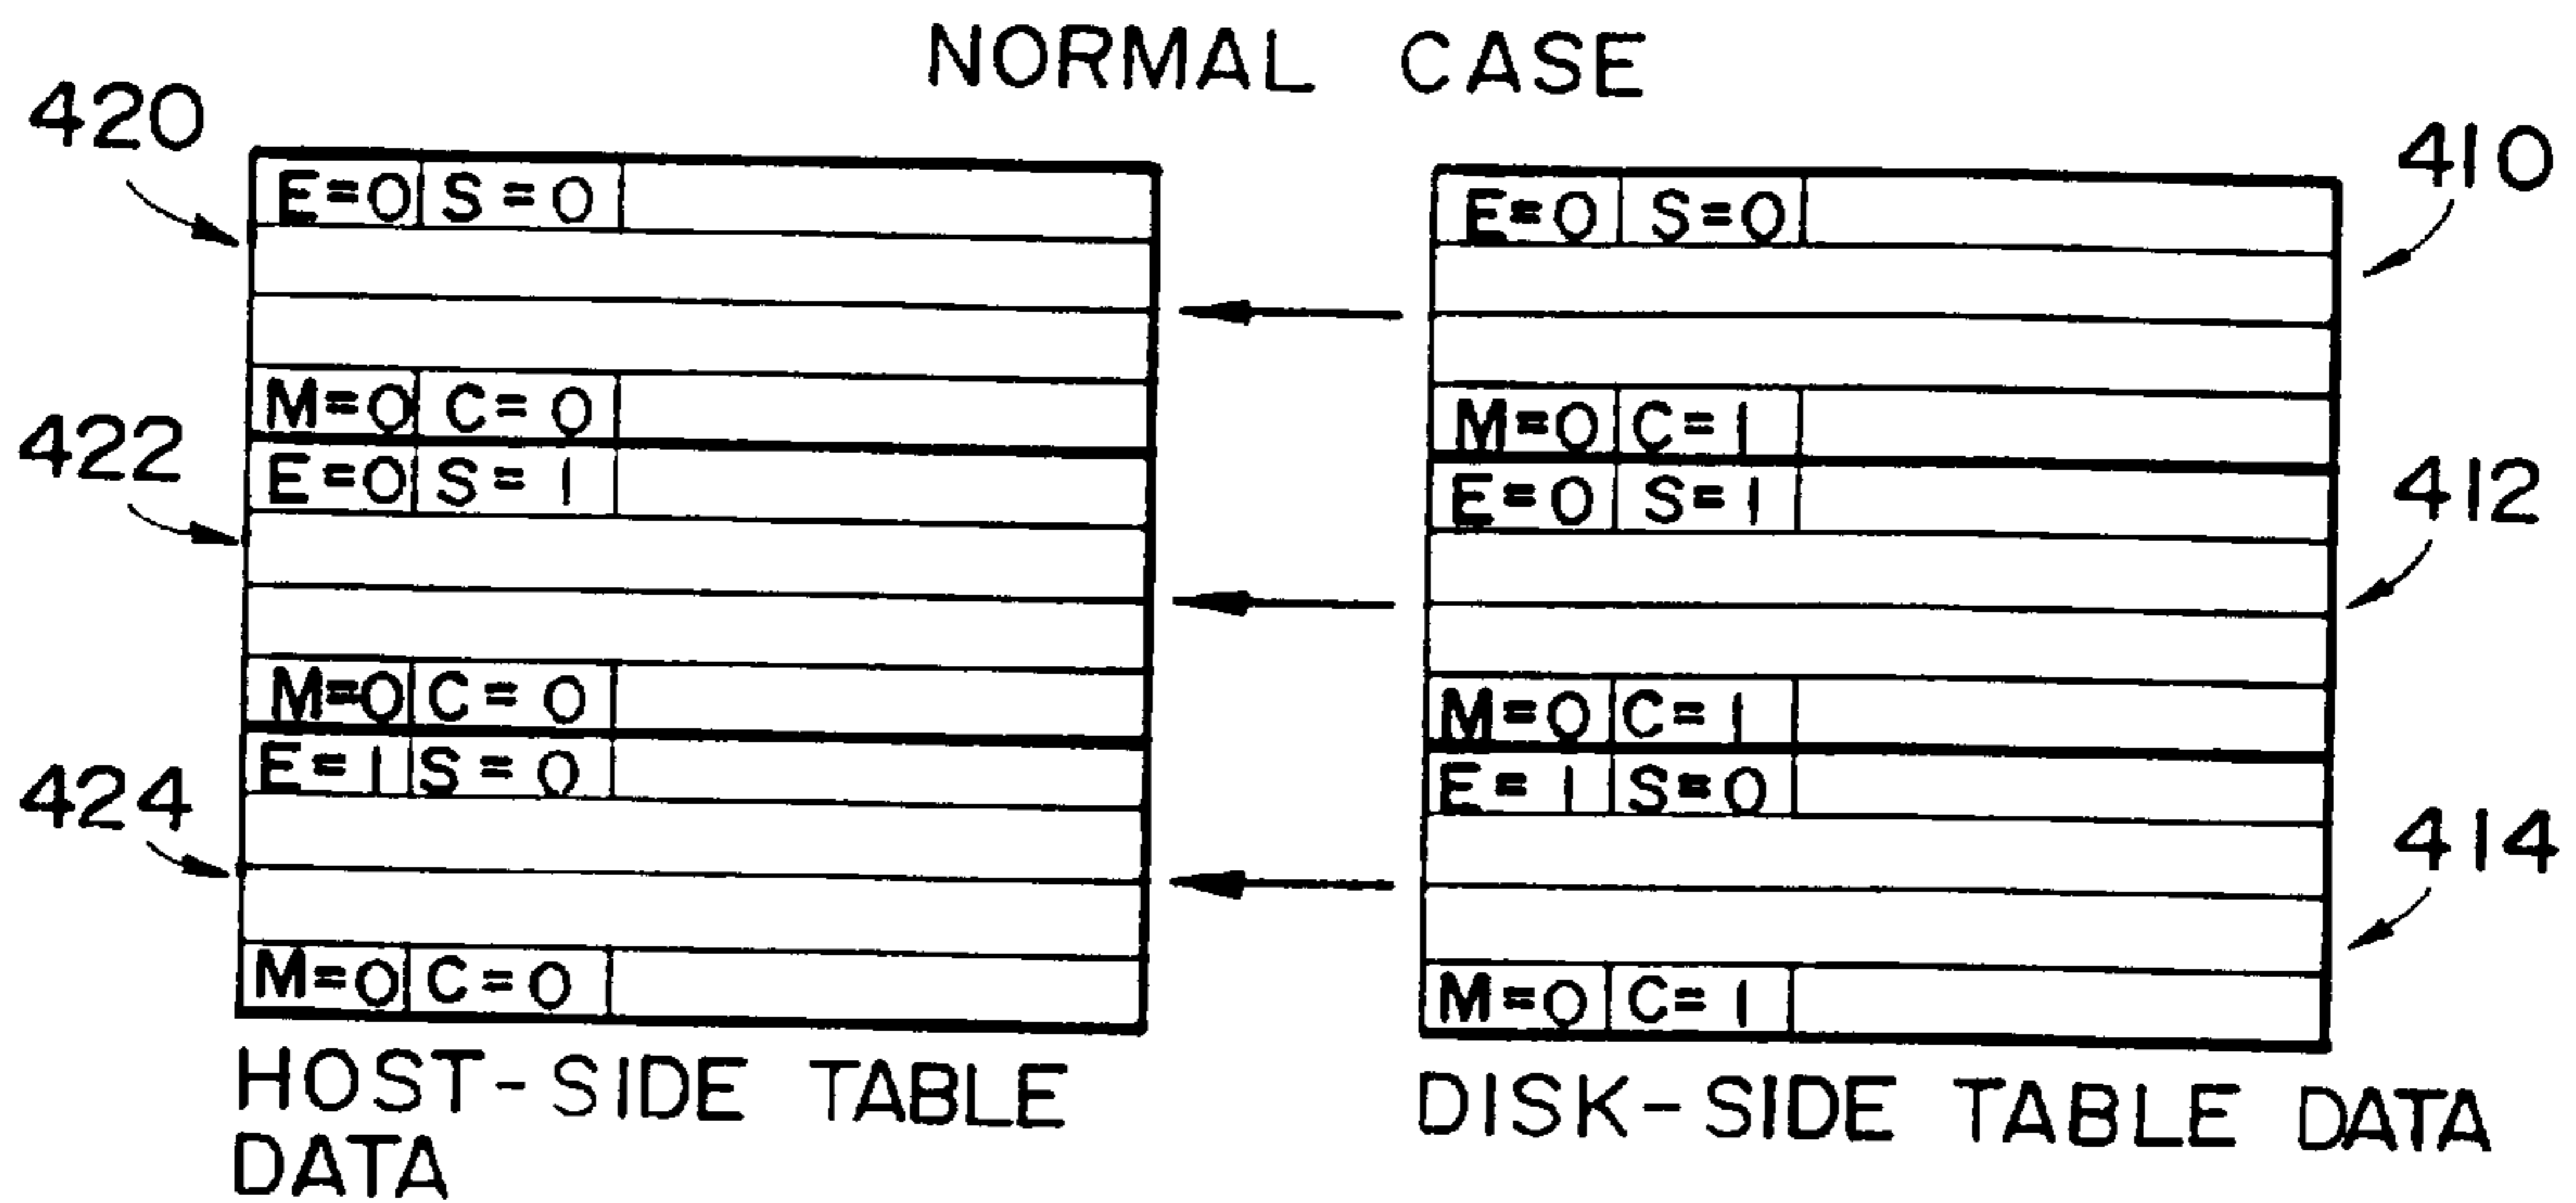 NORMAL CASE
420
410
E=0 S=0
E=0 S=0
M=0 C=0
M=0 C=1
422
412
E=0 S=1
E=0 S=1
M=0 C=0
M=0 C=1
424
414
E=1 S=0
E=1 S=0
M=0 C=0
M=0 C=1
HOST-SIDE TABLE
DATA
DISK-SIDE TABLE DATA